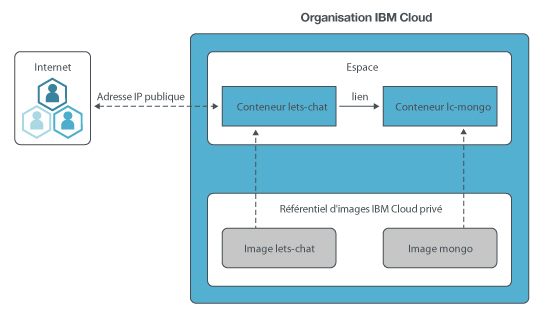 Organisation IBM Cloud
Internet
Espace
Adresse IP publique
Conteneur lets-chat
lien
Conteneur lc-mongo
Référentiel d'images IBM Cloud privé
Image lets-chat
Image mongo